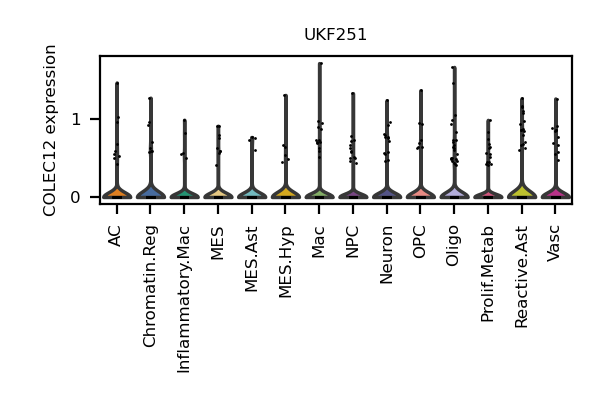 UKF251
COLEC12 expression
1
0
AC
Chromatin.Reg
Inflammatory.Mac
MES
MES.Ast
MES.Hyp
Mac
NPC
Neuron
OPC
Oligo
Prolif.Metab
Reactive.Ast
Vasc